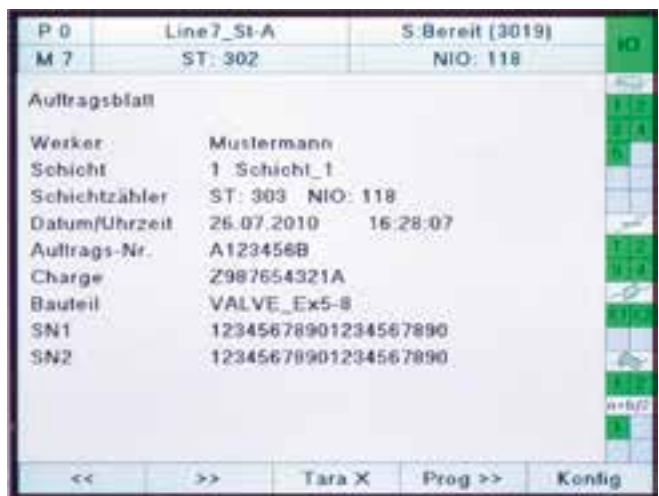 P 0 Line7_St-A S:Bereit (3019) IO
M 7 ST: 302 NIO: 118
Auftragsblatt
Werker Mustermann
Schicht 1 Schicht_1
Schichtzähler ST: 303 NIO: 118
Datum/Uhrzeit 26.07.2010 16:28:07
Auftrags-Nr. A123456B
Charge Z987654321A
Bauteil VALVE_Ex5-8
SN1 12345678901234567890
SN2 12345678901234567890
<< >> Tara X Prog >> Konfig